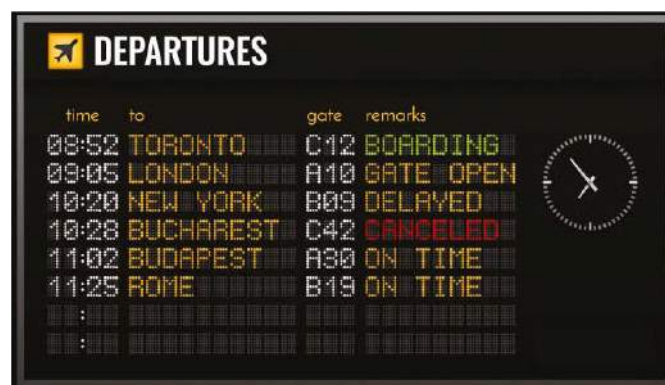 DEPARTURES
time to gate remarks
08:52 TORONTO C12 BOARDING
09:05 LONDON A10 GATE OPEN
10:20 NEW YORK B09 DELAYED
10:28 BUCHAREST C42 CANCELED
11:02 BUDAPEST A30 ON TIME
11:25 ROME B19 ON TIME
:
: